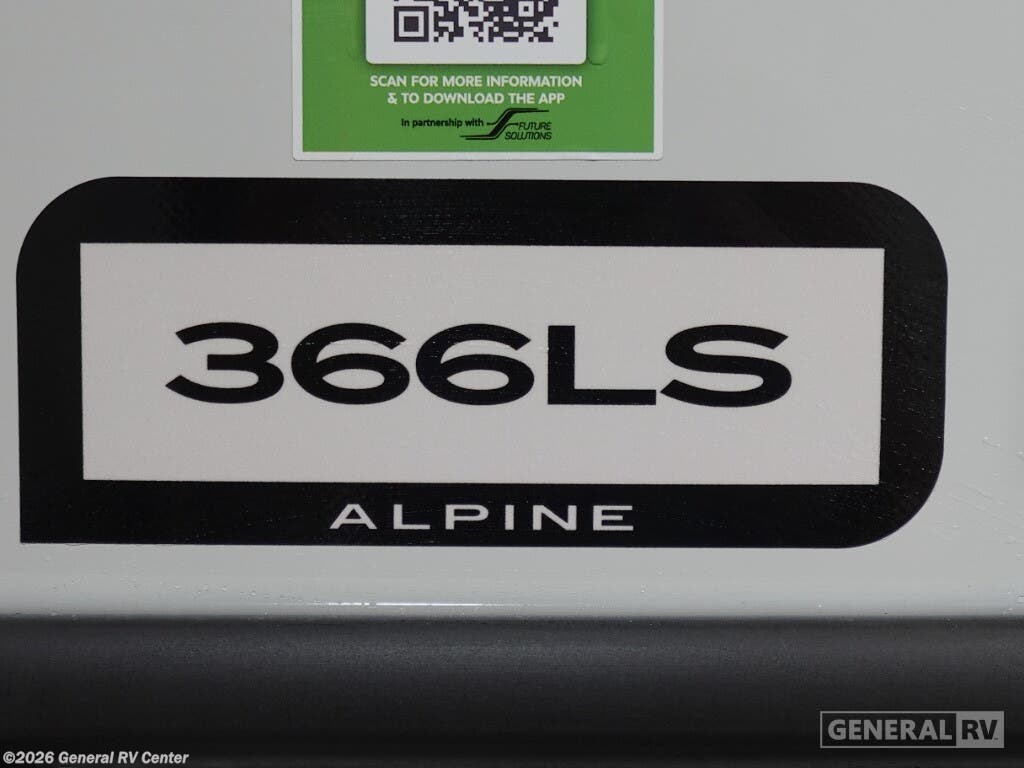 SCAN FOR MORE INFORMATION
& TO DOWNLOAD THE APP
In partnership with FUTURE
SOLUTIONS
366LS
ALPINE
GENERAL RV
©2026 General RV Center